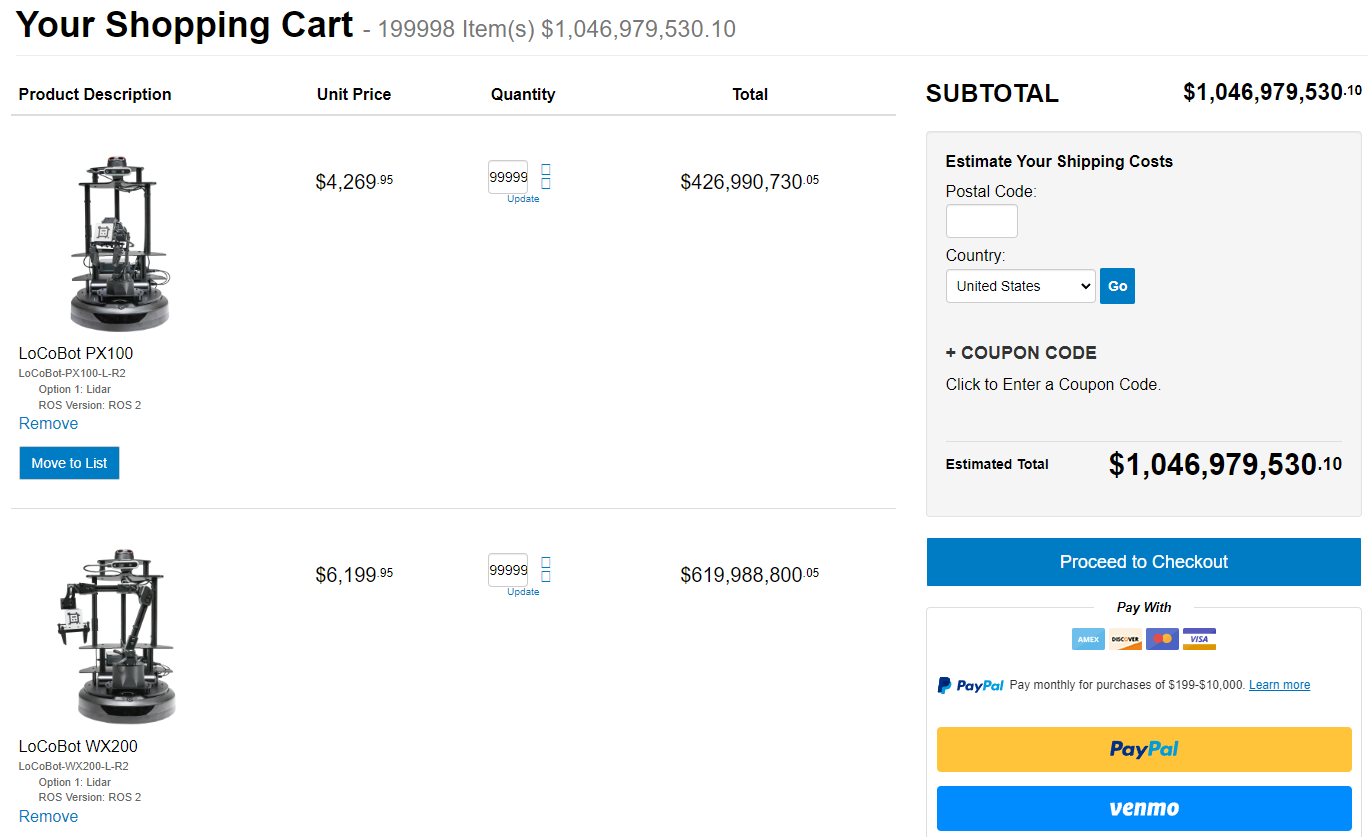 Your Shopping Cart - 199998 Item(s) $1,046,979,530.10
Product Description Unit Price Quantity Total
$4,269.95 99999 $426,990,730.05
Update
LoCoBot PX100
LoCoBot-PX100-L-R2
Option 1: Lidar
ROS Version: ROS 2
Remove
Move to List
$6,199.95 99999 $619,988,800.05
Update
LoCoBot WX200
LoCoBot-WX200-L-R2
Option 1: Lidar
ROS Version: ROS 2
Remove
SUBTOTAL $1,046,979,530.10
Estimate Your Shipping Costs
Postal Code:
Country:
United States Go
+ COUPON CODE
Click to Enter a Coupon Code.
Estimated Total $1,046,979,530.10
Proceed to Checkout
Pay With
AMEX DISCOVER VISA
PayPal Pay monthly for purchases of $199-$10,000. Learn more
PayPal
venmo